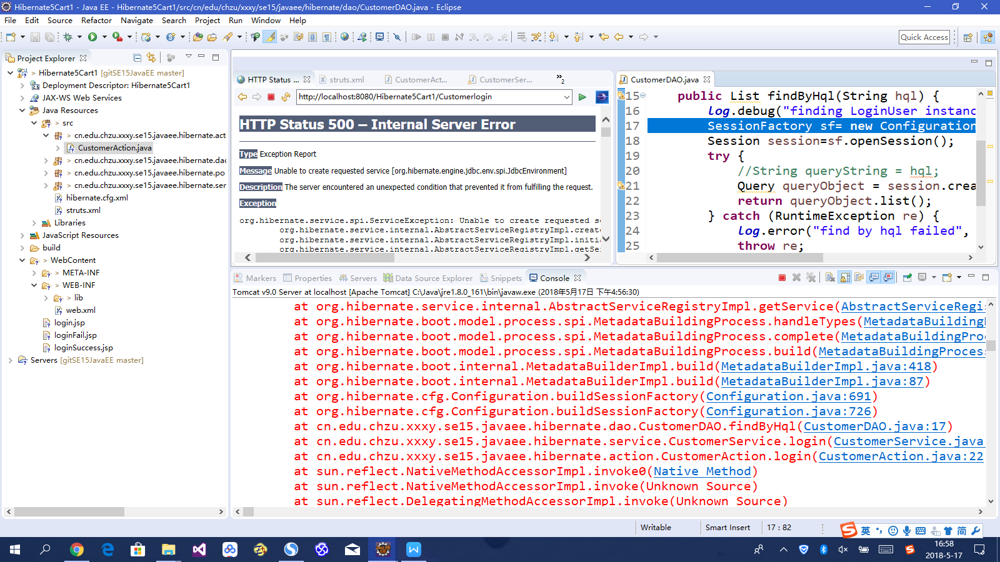 Hibernate5Cart1 - Java EE - Hibernate5Cart1/src/cn/edu/chzu/xxxy/se15/javaee/hibernate/dao/CustomerDAO.java - Eclipse
File Edit Source Refactor Navigate Search Project Run Window Help
Quick Access
Project Explorer
> Hibernate5Cart1 [gitSE15JavaEE master]
Deployment Descriptor: Hibernate5Cart1
JAX-WS Web Services
Java Resources
> src
> cn.edu.chzu.xxxy.se15.javaee.hibernate.act
CustomerAction.java
> cn.edu.chzu.xxxy.se15.javaee.hibernate.dao
> cn.edu.chzu.xxxy.se15.javaee.hibernate.po
> cn.edu.chzu.xxxy.se15.javaee.hibernate.ser
hibernate.cfg.xml
struts.xml
Libraries
JavaScript Resources
build
> WebContent
> META-INF
> WEB-INF
> lib
web.xml
login.jsp
loginFail.jsp
loginSuccess.jsp
Servers [gitSE15JavaEE master]
HTTP Status ... struts.xml CustomerAct... CustomerSer... »2
http://localhost:8080/Hibernate5Cart1/Customerlogin
HTTP Status 500 – Internal Server Error
Type Exception Report
Message Unable to create requested service [org.hibernate.engine.jdbc.env.spi.JdbcEnvironment]
Description The server encountered an unexpected condition that prevented it from fulfilling the request.
Exception
org.hibernate.service.spi.ServiceException: Unable to create requested se
org.hibernate.service.internal.AbstractServiceRegistryImpl.create
org.hibernate.service.internal.AbstractServiceRegistryImpl.initia
org.hibernate.service.internal.AbstractServiceRegistryImpl.getSe
CustomerDAO.java
15 public List findByHql(String hql) {
16 log.debug("finding LoginUser instanc
17 SessionFactory sf= new Configuration
18 Session session=sf.openSession();
19 try {
20 //String queryString = hql;
21 Query queryObject = session.crea
22 return queryObject.list();
23 } catch (RuntimeException re) {
24 log.error("find by hql failed",
25 throw re;
Markers Properties Servers Data Source Explorer Snippets Console
Tomcat v9.0 Server at localhost [Apache Tomcat] C:\Java\jre1.8.0_161\bin\javaw.exe (2018年5月17日 下午4:56:30)
at org.hibernate.service.internal.AbstractServiceRegistryImpl.getService(AbstractServiceRegis
at org.hibernate.boot.model.process.spi.MetadataBuildingProcess.handleTypes(MetadataBuildingP
at org.hibernate.boot.model.process.spi.MetadataBuildingProcess.complete(MetadataBuildingProc
at org.hibernate.boot.model.process.spi.MetadataBuildingProcess.build(MetadataBuildingProcess
at org.hibernate.boot.internal.MetadataBuilderImpl.build(MetadataBuilderImpl.java:418)
at org.hibernate.boot.internal.MetadataBuilderImpl.build(MetadataBuilderImpl.java:87)
at org.hibernate.cfg.Configuration.buildSessionFactory(Configuration.java:691)
at org.hibernate.cfg.Configuration.buildSessionFactory(Configuration.java:726)
at cn.edu.chzu.xxxy.se15.javaee.hibernate.dao.CustomerDAO.findByHql(CustomerDAO.java:17)
at cn.edu.chzu.xxxy.se15.javaee.hibernate.service.CustomerService.login(CustomerService.java
at cn.edu.chzu.xxxy.se15.javaee.hibernate.action.CustomerAction.login(CustomerAction.java:22
at sun.reflect.NativeMethodAccessorImpl.invoke0(Native Method)
at sun.reflect.NativeMethodAccessorImpl.invoke(Unknown Source)
at sun.reflect.DelegatingMethodAccessorImpl.invoke(Unknown Source)
Writable Smart Insert 17 : 82
英 简
16:58
2018-5-17